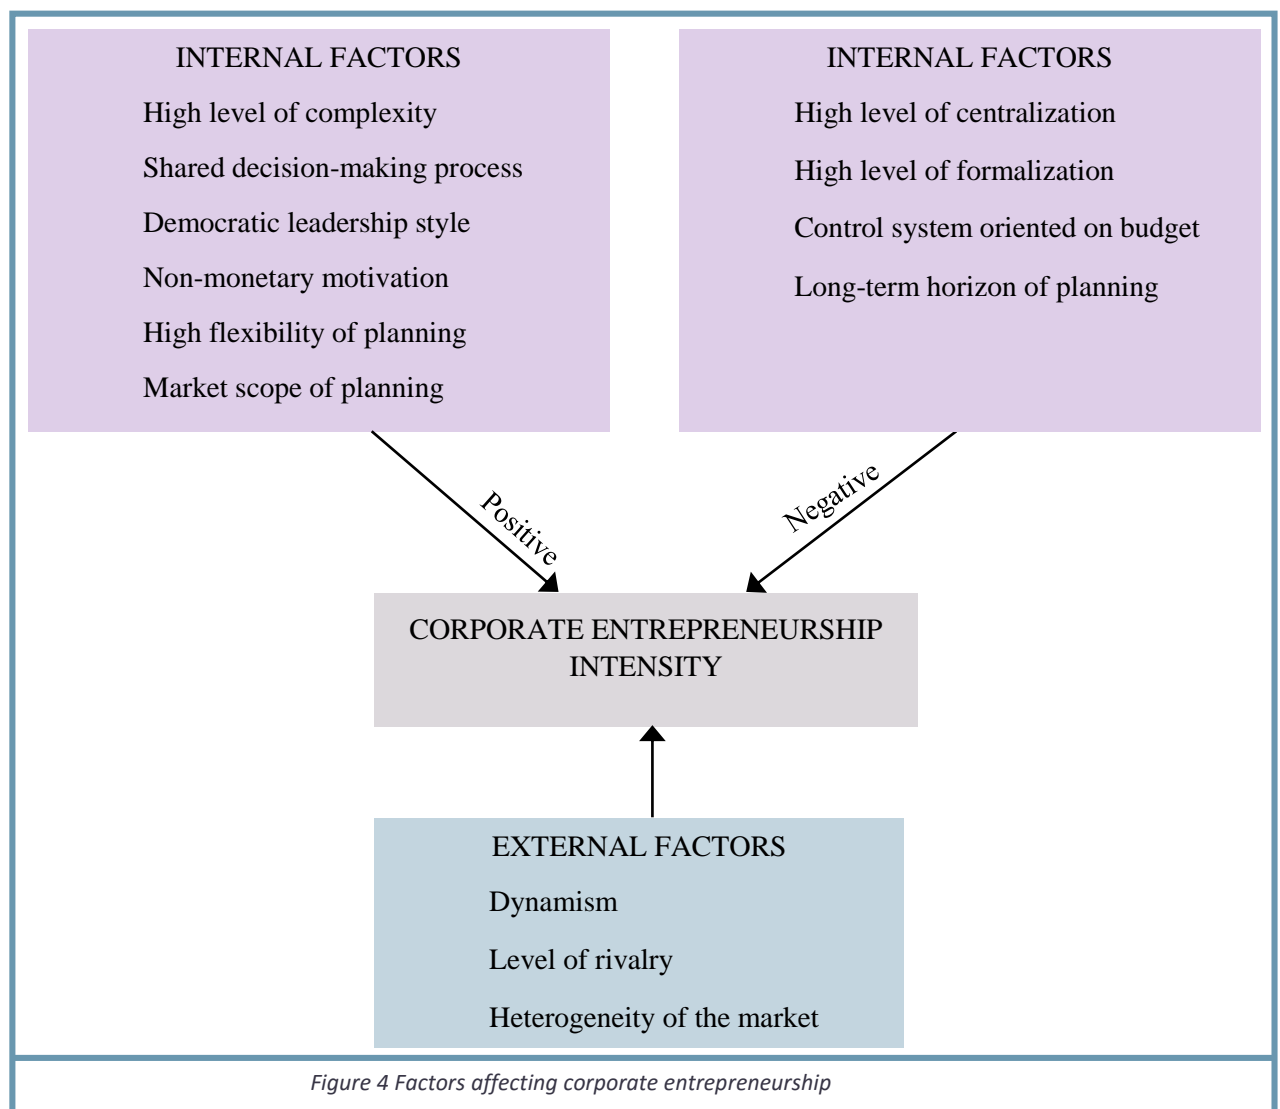 INTERNAL FACTORS
High level of complexity
Shared decision-making process
Democratic leadership style
Non-monetary motivation
High flexibility of planning
Market scope of planning
INTERNAL FACTORS
High level of centralization
High level of formalization
Control system oriented on budget
Long-term horizon of planning
Positive
Negative
CORPORATE ENTREPRENEURSHIP
INTENSITY
EXTERNAL FACTORS
Dynamism
Level of rivalry
Heterogeneity of the market
Figure 4 Factors affecting corporate entrepreneurship